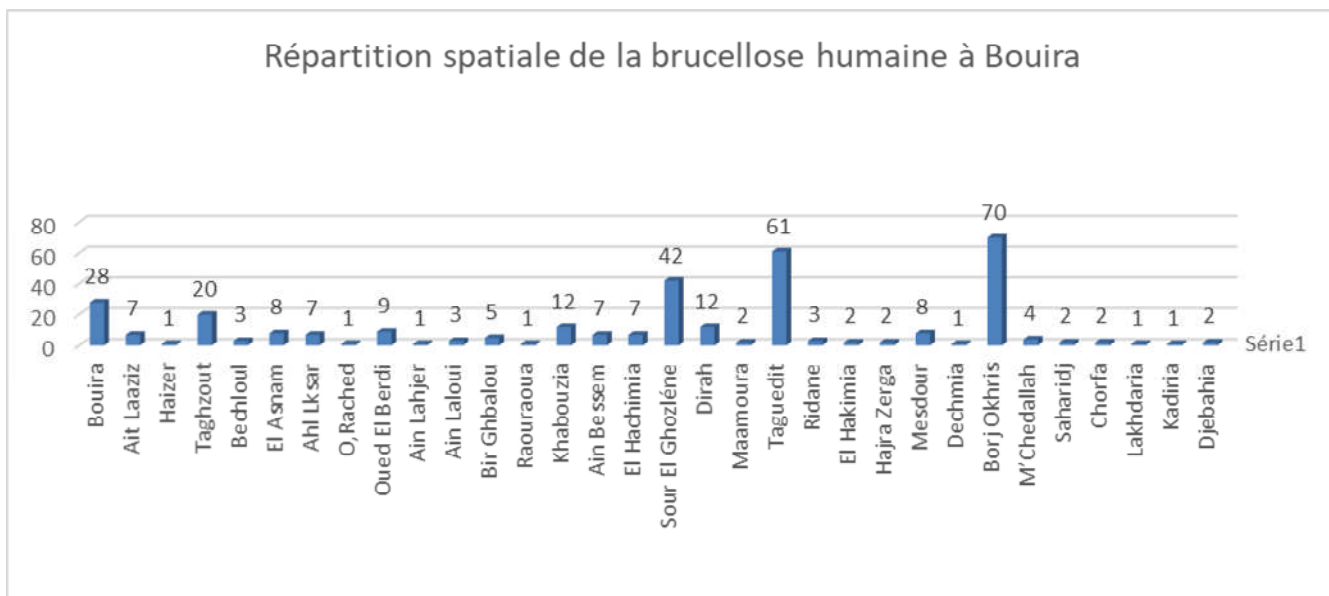 Répartition spatiale de la brucellose humaine à Bouira
80
60
40
20
0
28
7
1
20
3
8
7
1
9
1
3
5
1
12
7
7
42
12
2
61
3
2
2
8
1
70
4
2
2
1
1
2
Série1
Bouira
Ait Laaziz
Haizer
Taghzout
Bechloul
El Asnam
Ahl Lksar
O,Rached
Oued El Berdi
Ain Lahjer
Ain Laloui
Bir Ghbalou
Raouraoua
Khabouzia
Ain Bessem
El Hachimia
Sour El Ghozléne
Dirah
Maamoura
Taguedit
Ridane
El Hakimia
Hajra Zerga
Mesdour
Dechmia
Borj Okhris
M'Chedallah
Saharidj
Chorfa
Lakhdaria
Kadiria
Djebahia